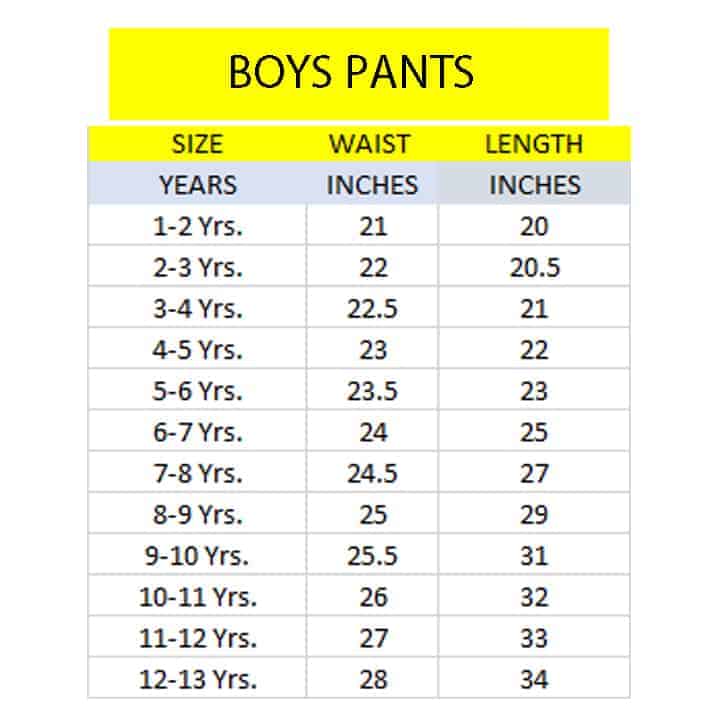 BOYS PANTS
SIZE WAIST LENGTH
YEARS INCHES INCHES
1-2 Yrs. 21 20
2-3 Yrs. 22 20.5
3-4 Yrs. 22.5 21
4-5 Yrs. 23 22
5-6 Yrs. 23.5 23
6-7 Yrs. 24 25
7-8 Yrs. 24.5 27
8-9 Yrs. 25 29
9-10 Yrs. 25.5 31
10-11 Yrs. 26 32
11-12 Yrs. 27 33
12-13 Yrs. 28 34